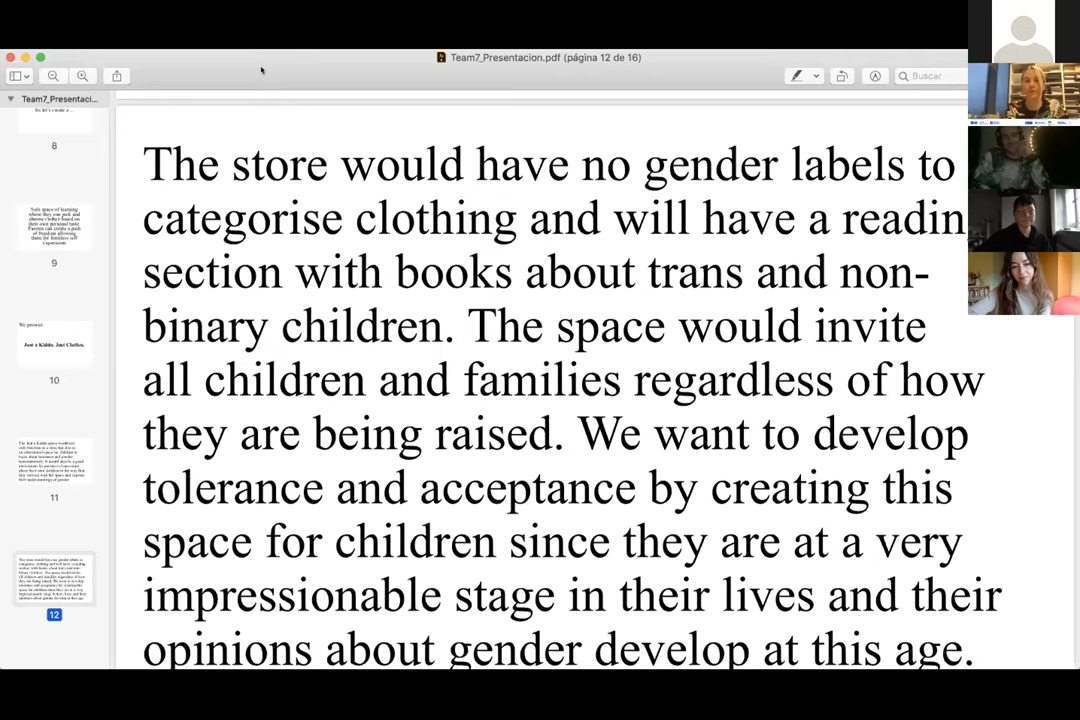 Team7_Presentacion.pdf (página 12 de 16)
Buscar
Team7_Presentaci...
So let's create a ...
8
9
We present:
Just a Kiddo. Just Clothes.
10
11
12
The store would have no gender labels to
categorise clothing and will have a readin
section with books about trans and non-
binary children. The space would invite
all children and families regardless of how
they are being raised. We want to develop
tolerance and acceptance by creating this
space for children since they are at a very
impressionable stage in their lives and their
opinions about gender develop at this age.